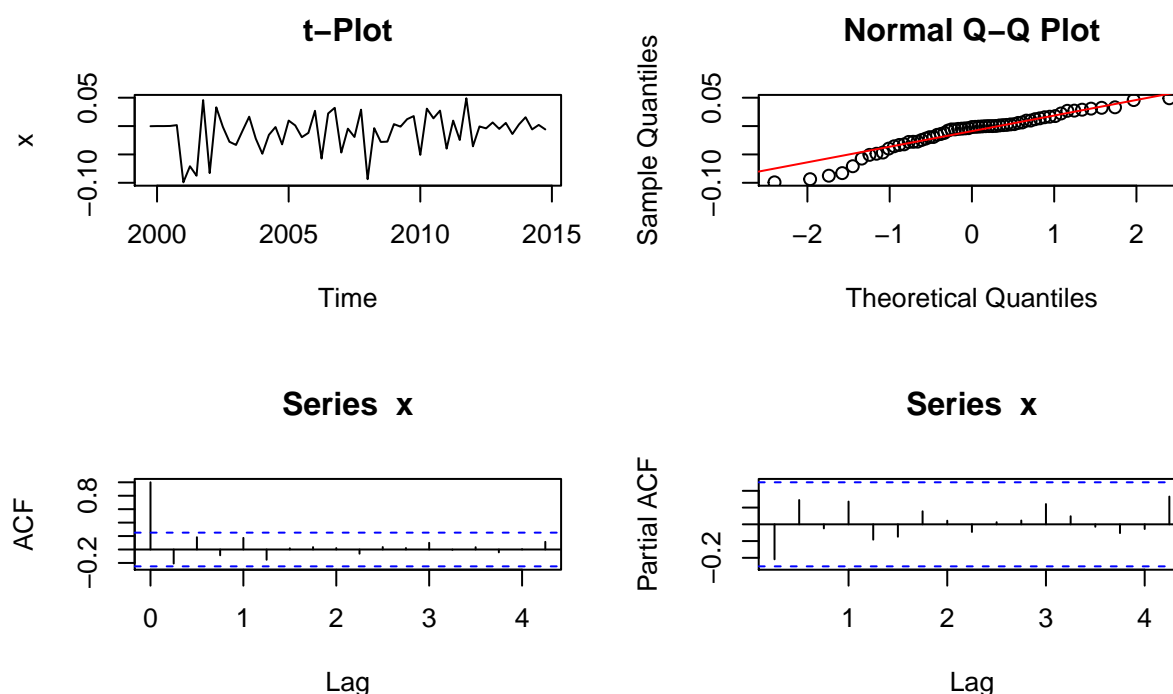 t−Plot
x
0.05
−0.10
2000 2005 2010 2015
Time
Normal Q−Q Plot
Sample Quantiles
0.05
−0.10
−2 −1 0 1 2
Theoretical Quantiles
Series x
ACF
0.8
−0.2
0 1 2 3 4
Lag
Series x
Partial ACF
−0.2
1 2 3 4
Lag